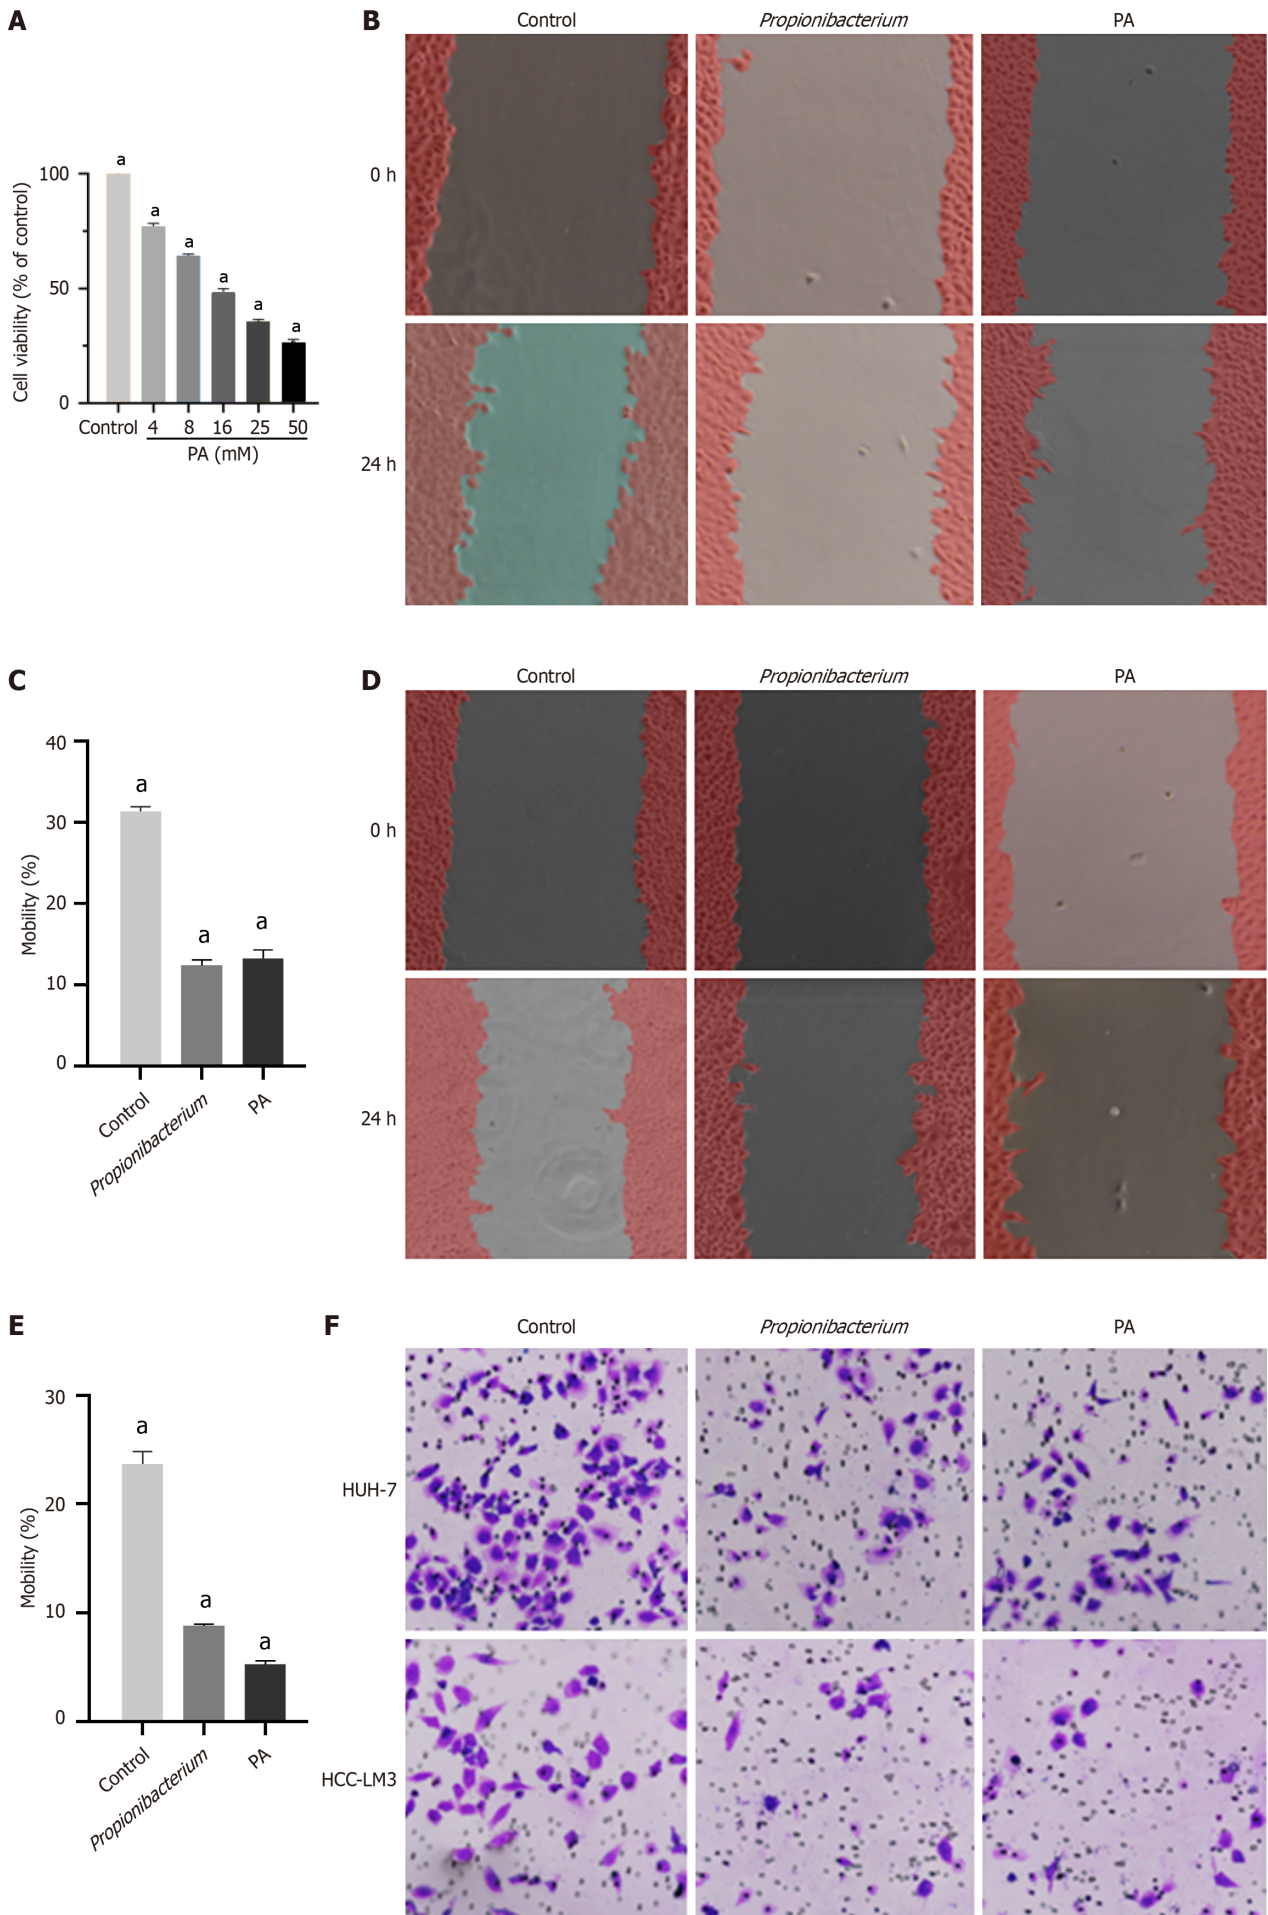 A
Cell viability (% of control)
100
50
0
a
a
a
a
a
a
Control 4 8 16 25 50
PA (mM)
B
Control Propionibacterium PA
0 h
24 h
C
Mobility (%)
40
30
20
10
0
a
a
a
Control
Propionibacterium
PA
D
Control Propionibacterium PA
0 h
24 h
E
Mobility (%)
30
20
10
0
a
a
a
Control
Propionibacterium
PA
F
Control Propionibacterium PA
HUH-7
HCC-LM3